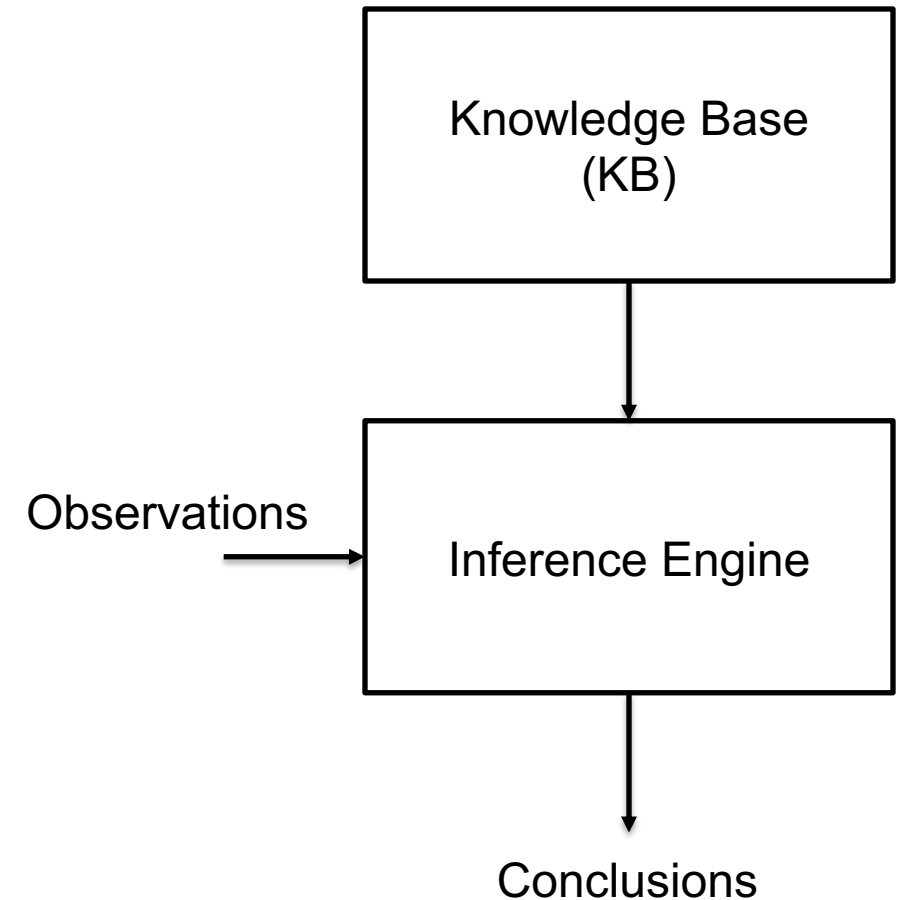 Knowledge Base
(KB)
Observations
Inference Engine
Conclusions